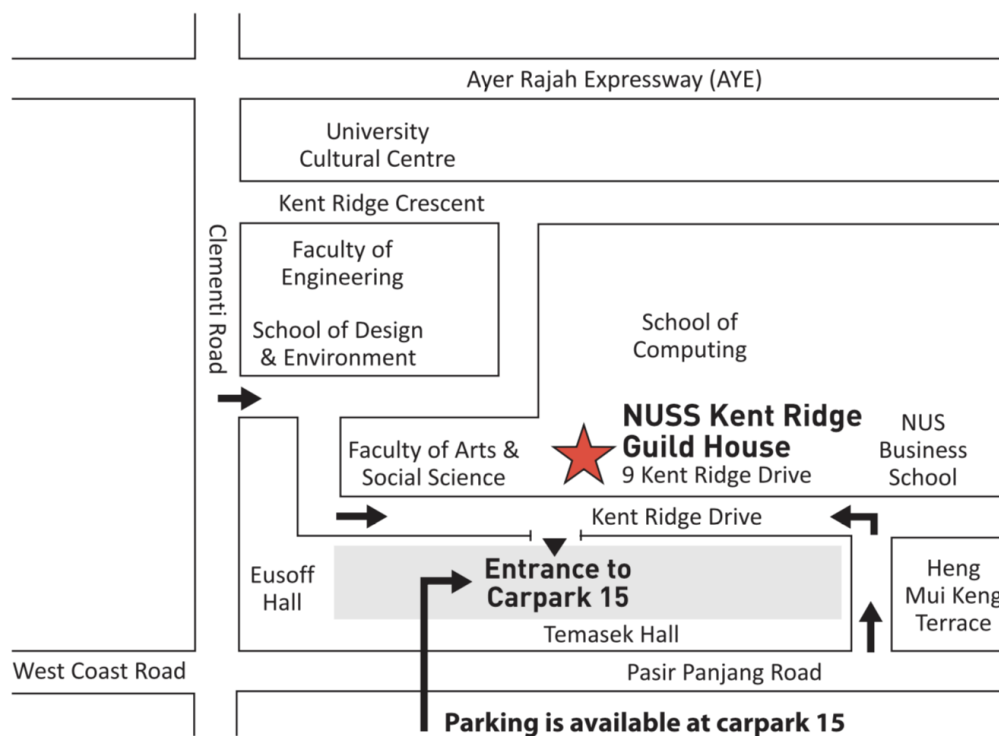 Ayer Rajah Expressway (AYE)
University
Cultural Centre
Kent Ridge Crescent
Clementi Road
Faculty of
Engineering
School of Design
& Environment
School of
Computing
NUSS Kent Ridge
Guild House
9 Kent Ridge Drive
NUS
Business
School
Faculty of Arts &
Social Science
Kent Ridge Drive
Eusoff
Hall
Entrance to
Carpark 15
Heng
Mui Keng
Terrace
Temasek Hall
West Coast Road
Pasir Panjang Road
Parking is available at carpark 15